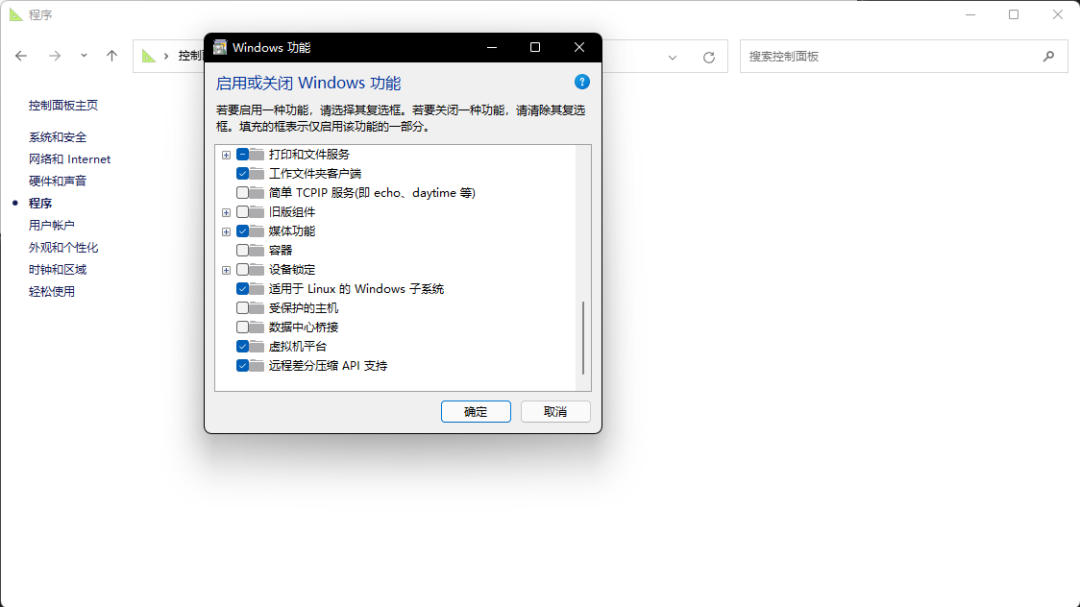 程序
控制
搜索控制面板
控制面板主页
系统和安全
网络和 Internet
硬件和声音
程序
用户帐户
外观和个性化
时钟和区域
轻松使用
Windows 功能
启用或关闭 Windows 功能
若要启用一种功能，请选择其复选框。若要关闭一种功能，请清除其复选
框。填充的框表示仅启用该功能的一部分。
打印和文件服务
工作文件夹客户端
简单 TCPIP 服务(即 echo、daytime 等)
旧版组件
媒体功能
容器
设备锁定
适用于 Linux 的 Windows 子系统
受保护的主机
数据中心桥接
虚拟机平台
远程差分压缩 API 支持
确定
取消